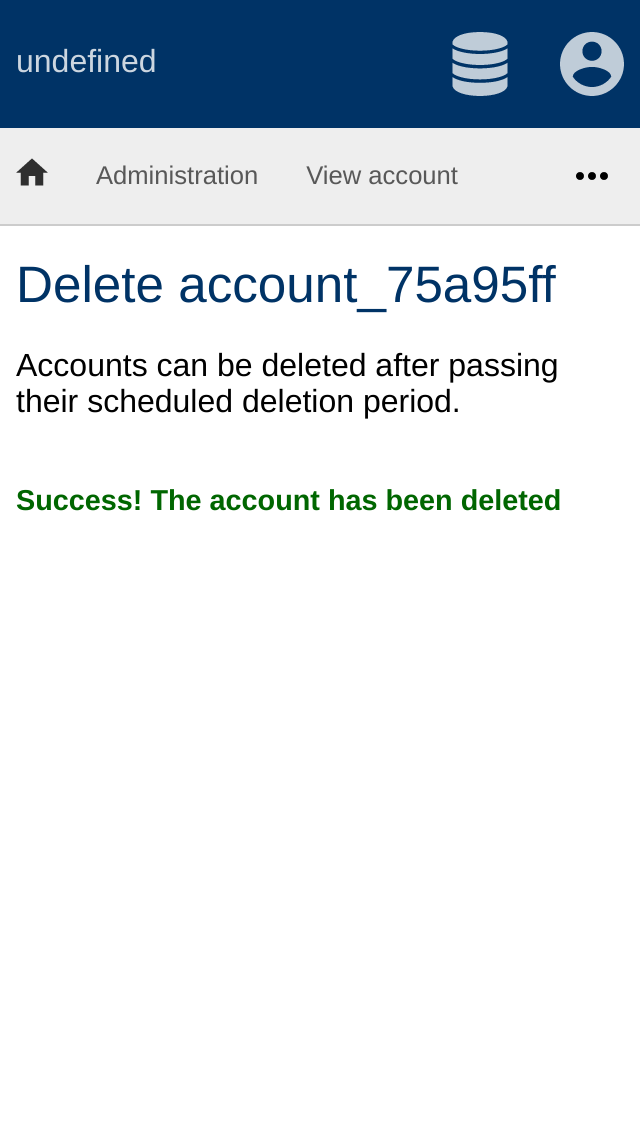 undefined
Administration View account
Delete account_75a95ff
Accounts can be deleted after passing
their scheduled deletion period.
Success! The account has been deleted